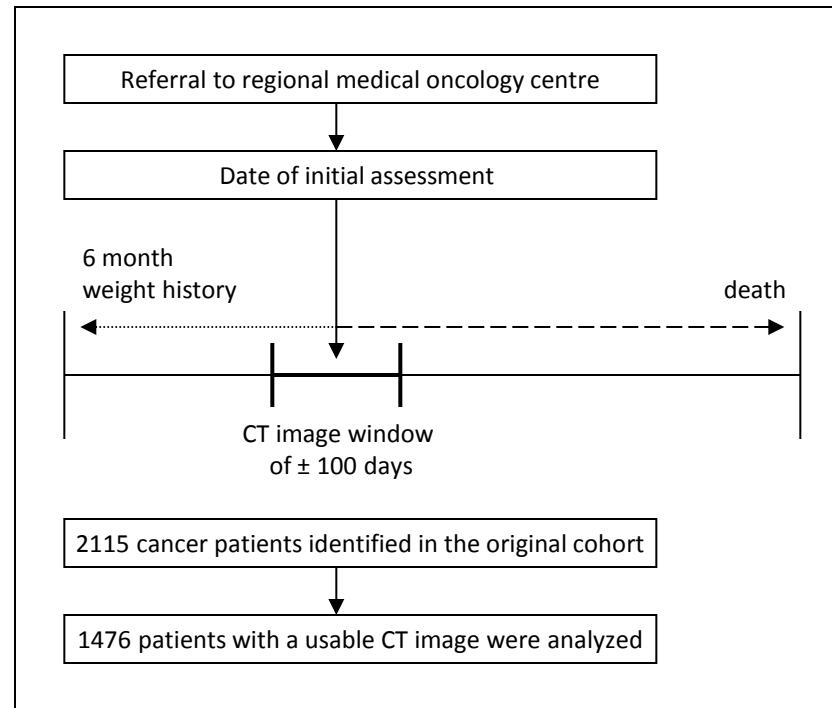 Referral to regional medical oncology centre
Date of initial assessment
6 month
weight history
death
CT image window
of ± 100 days
2115 cancer patients identified in the original cohort
1476 patients with a usable CT image were analyzed